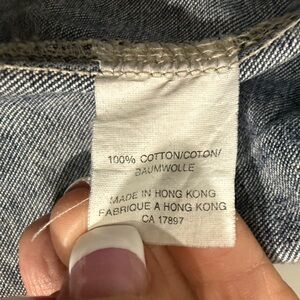 100% COTTON/COTON/
BAUMWOLLE
MADE IN HONG KONG
FABRIQUE A HONG KONG
CA 17897